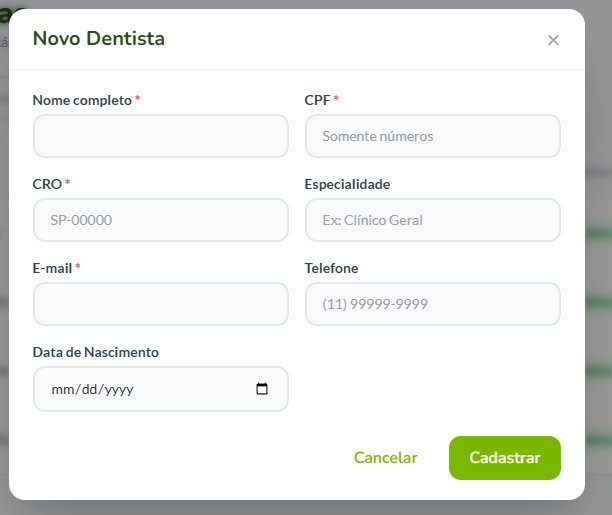 Novo Dentista
Nome completo *
CPF *
Somente números
CRO *
SP-00000
Especialidade
Ex: Clínico Geral
E-mail *
Telefone
(11) 99999-9999
Data de Nascimento
mm/dd/yyyy
Cancelar
Cadastrar